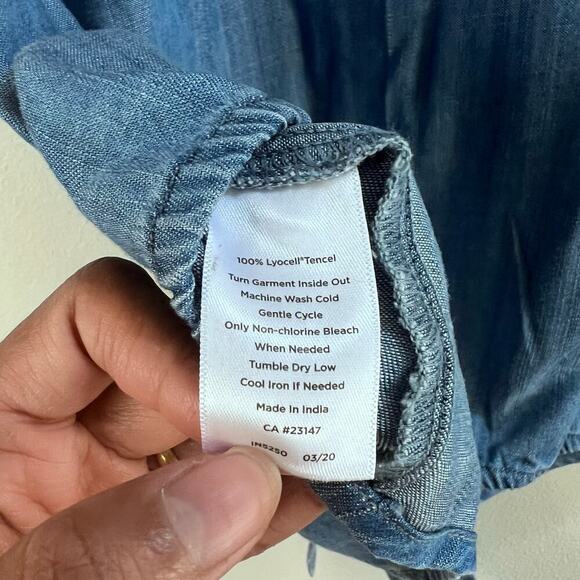 100% Lyocell®Tencel
Turn Garment Inside Out
Machine Wash Cold
Gentle Cycle
Only Non-chlorine Bleach
When Needed
Tumble Dry Low
Cool Iron If Needed
Made In India
CA #23147
IN5250 03/20